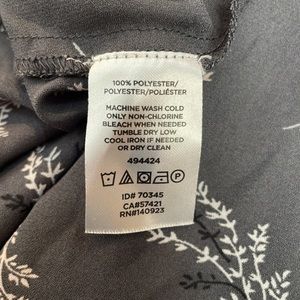 100% POLYESTER/
POLYESTER/POLIÉSTER
MACHINE WASH COLD
ONLY NON-CHLORINE
BLEACH WHEN NEEDED
TUMBLE DRY LOW
COOL IRON IF NEEDED
OR DRY CLEAN
494424
P
ID# 70345
CA#57421
RN#140923